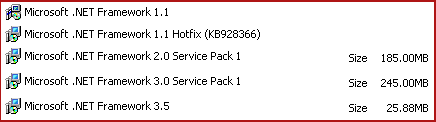 Microsoft .NET Framework 1.1
Microsoft .NET Framework 1.1 Hotfix (KB928366)
Microsoft .NET Framework 2.0 Service Pack 1 Size 185.00MB
Microsoft .NET Framework 3.0 Service Pack 1 Size 245.00MB
Microsoft .NET Framework 3.5 Size 25.88MB